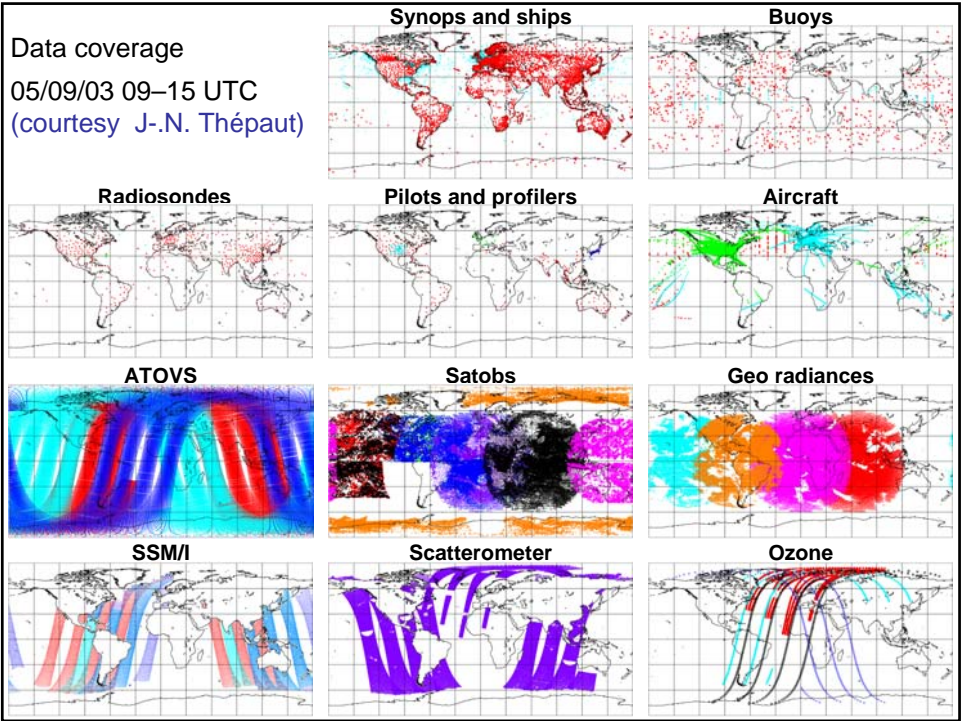 Synops and ships
Buoys
Data coverage
05/09/03 09–15 UTC
(courtesy J-.N. Thépaut)
Radiosondes
Pilots and profilers
Aircraft
ATOVS
Satobs
Geo radiances
SSM/I
Scatterometer
Ozone